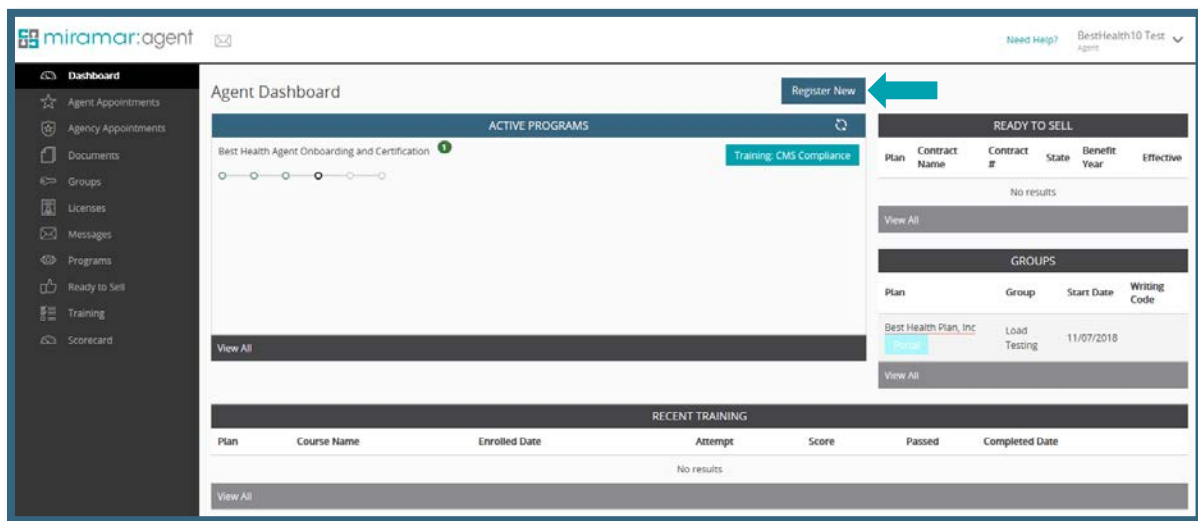 miramar:agent
Need Help?
BestHealth10 Test
Agent
Dashboard
Agent Appointments
Agency Appointments
Documents
Groups
Licenses
Messages
Programs
Ready to Sell
Training
Scorecard
Agent Dashboard
Register New
ACTIVE PROGRAMS
Best Health Agent Onboarding and Certification 1
Training: CMS Compliance
View All
READY TO SELL
Plan Contract Name Contract # State Benefit Year Effective
No results
View All
GROUPS
Plan Group Start Date Writing Code
Best Health Plan, Inc Load Testing 11/07/2018
Portal
View All
RECENT TRAINING
Plan Course Name Enrolled Date Attempt Score Passed Completed Date
No results
View All